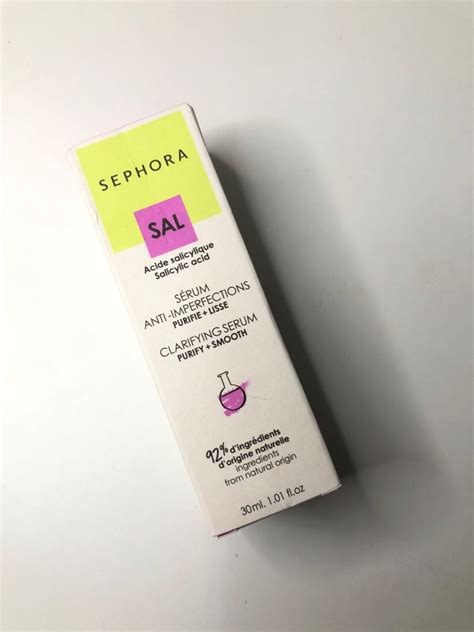 SEPHORA
SAL
Acide salicylique
Salicylic acid
SÉRUM
ANTI-IMPERFECTIONS
PURIFIE + LISSE
CLARIFYING SERUM
PURIFY + SMOOTH
92% d'ingrédients
d'origine naturelle
ingredients
from natural origin
30ml. 1.01 fl.oz